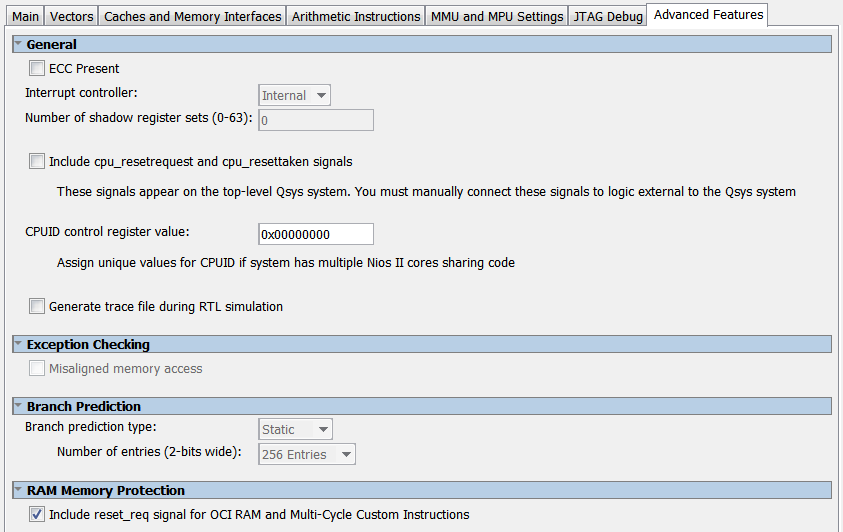 Main Vectors Caches and Memory Interfaces Arithmetic Instructions MMU and MPU Settings JTAG Debug Advanced Features
General
ECC Present
Interrupt controller: Internal
Number of shadow register sets (0-63): 0
Include cpu_resetrequest and cpu_resettaken signals
These signals appear on the top-level Qsys system. You must manually connect these signals to logic external to the Qsys system
CPUID control register value: 0x00000000
Assign unique values for CPUID if system has multiple Nios II cores sharing code
Generate trace file during RTL simulation
Exception Checking
Misaligned memory access
Branch Prediction
Branch prediction type: Static
Number of entries (2-bits wide): 256 Entries
RAM Memory Protection
Include reset_req signal for OCI RAM and Multi-Cycle Custom Instructions